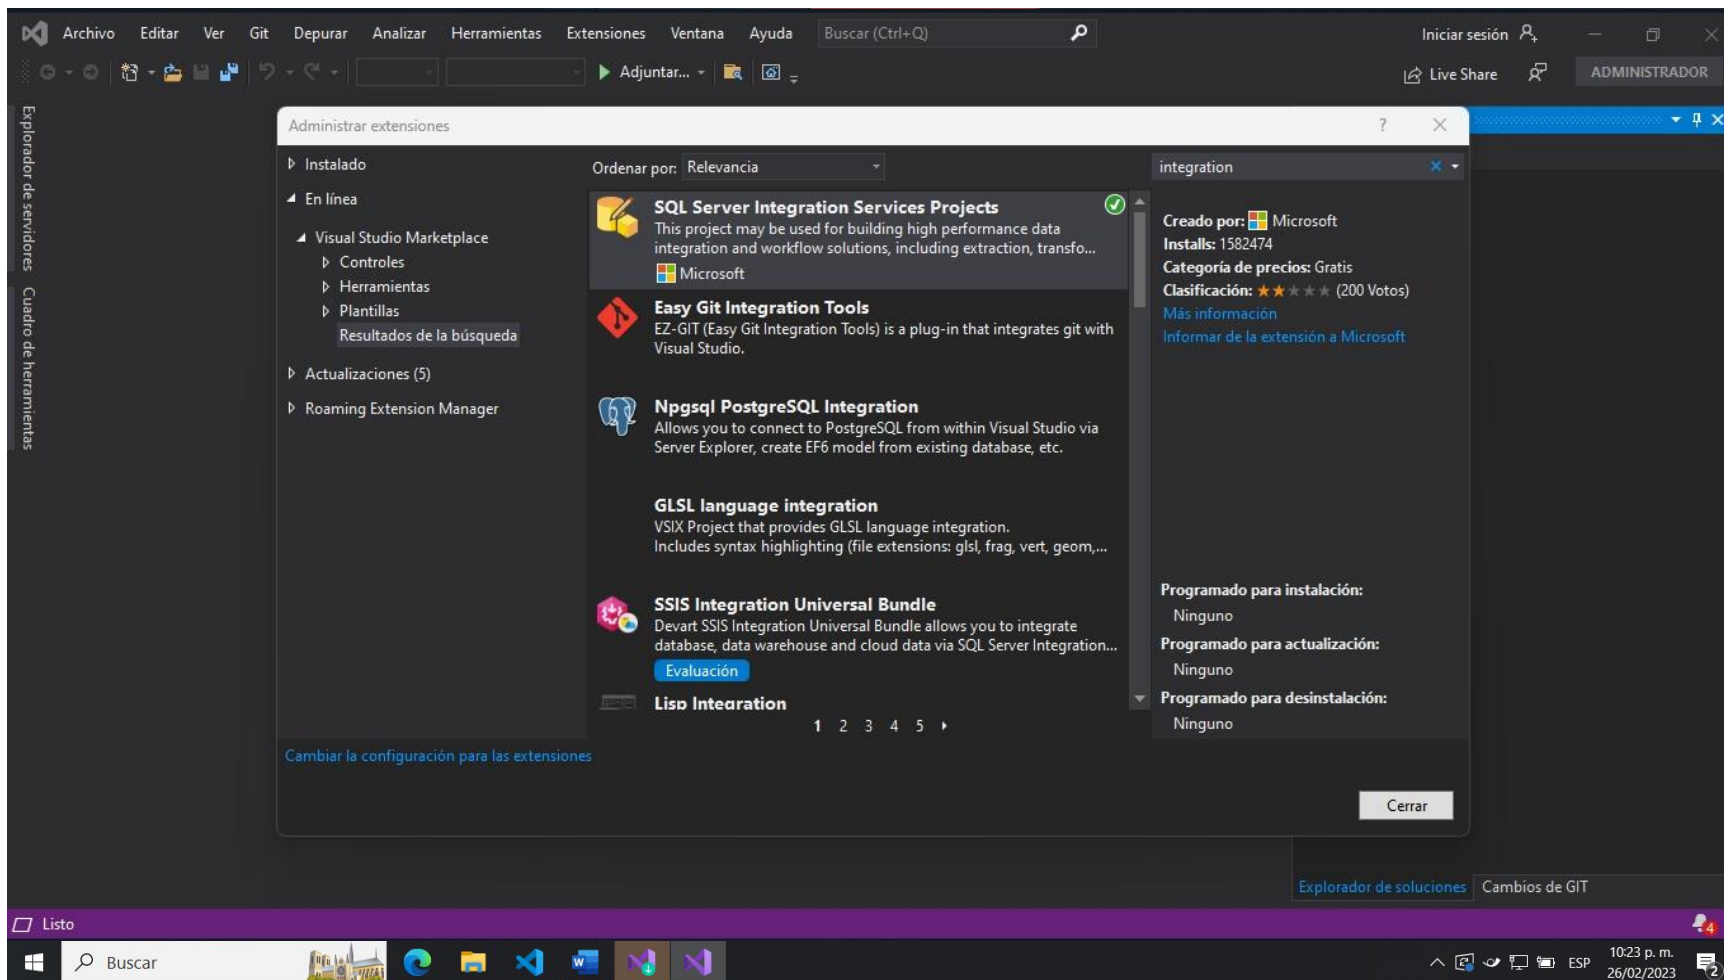 Archivo Editar Ver Git Depurar Analizar Herramientas Extensiones Ventana Ayuda Buscar (Ctrl+Q) Iniciar sesión
Adjuntar... Live Share ADMINISTRADOR
Explorador de servidores
Cuadro de herramientas
Administrar extensiones ?
Instalado
En línea
Visual Studio Marketplace
Controles
Herramientas
Plantillas
Resultados de la búsqueda
Actualizaciones (5)
Roaming Extension Manager
Cambiar la configuración para las extensiones
Ordenar por: Relevancia
SQL Server Integration Services Projects
This project may be used for building high performance data
integration and workflow solutions, including extraction, transfo...
Microsoft
Easy Git Integration Tools
EZ-GIT (Easy Git Integration Tools) is a plug-in that integrates git with
Visual Studio.
Npgsql PostgreSQL Integration
Allows you to connect to PostgreSQL from within Visual Studio via
Server Explorer, create EF6 model from existing database, etc.
GLSL language integration
VSIX Project that provides GLSL language integration.
Includes syntax highlighting (file extensions: glsl, frag, vert, geom,...
SSIS Integration Universal Bundle
Devart SSIS Integration Universal Bundle allows you to integrate
database, data warehouse and cloud data via SQL Server Integration...
Evaluación
Lisp Integration
1 2 3 4 5
integration
Creado por: Microsoft
Installs: 1582474
Categoría de precios: Gratis
Clasificación: (200 Votos)
Más información
Informar de la extensión a Microsoft
Programado para instalación:
Ninguno
Programado para actualización:
Ninguno
Programado para desinstalación:
Ninguno
Cerrar
Explorador de soluciones Cambios de GIT
Listo 4
Buscar ESP 10:23 p. m.
26/02/2023 2